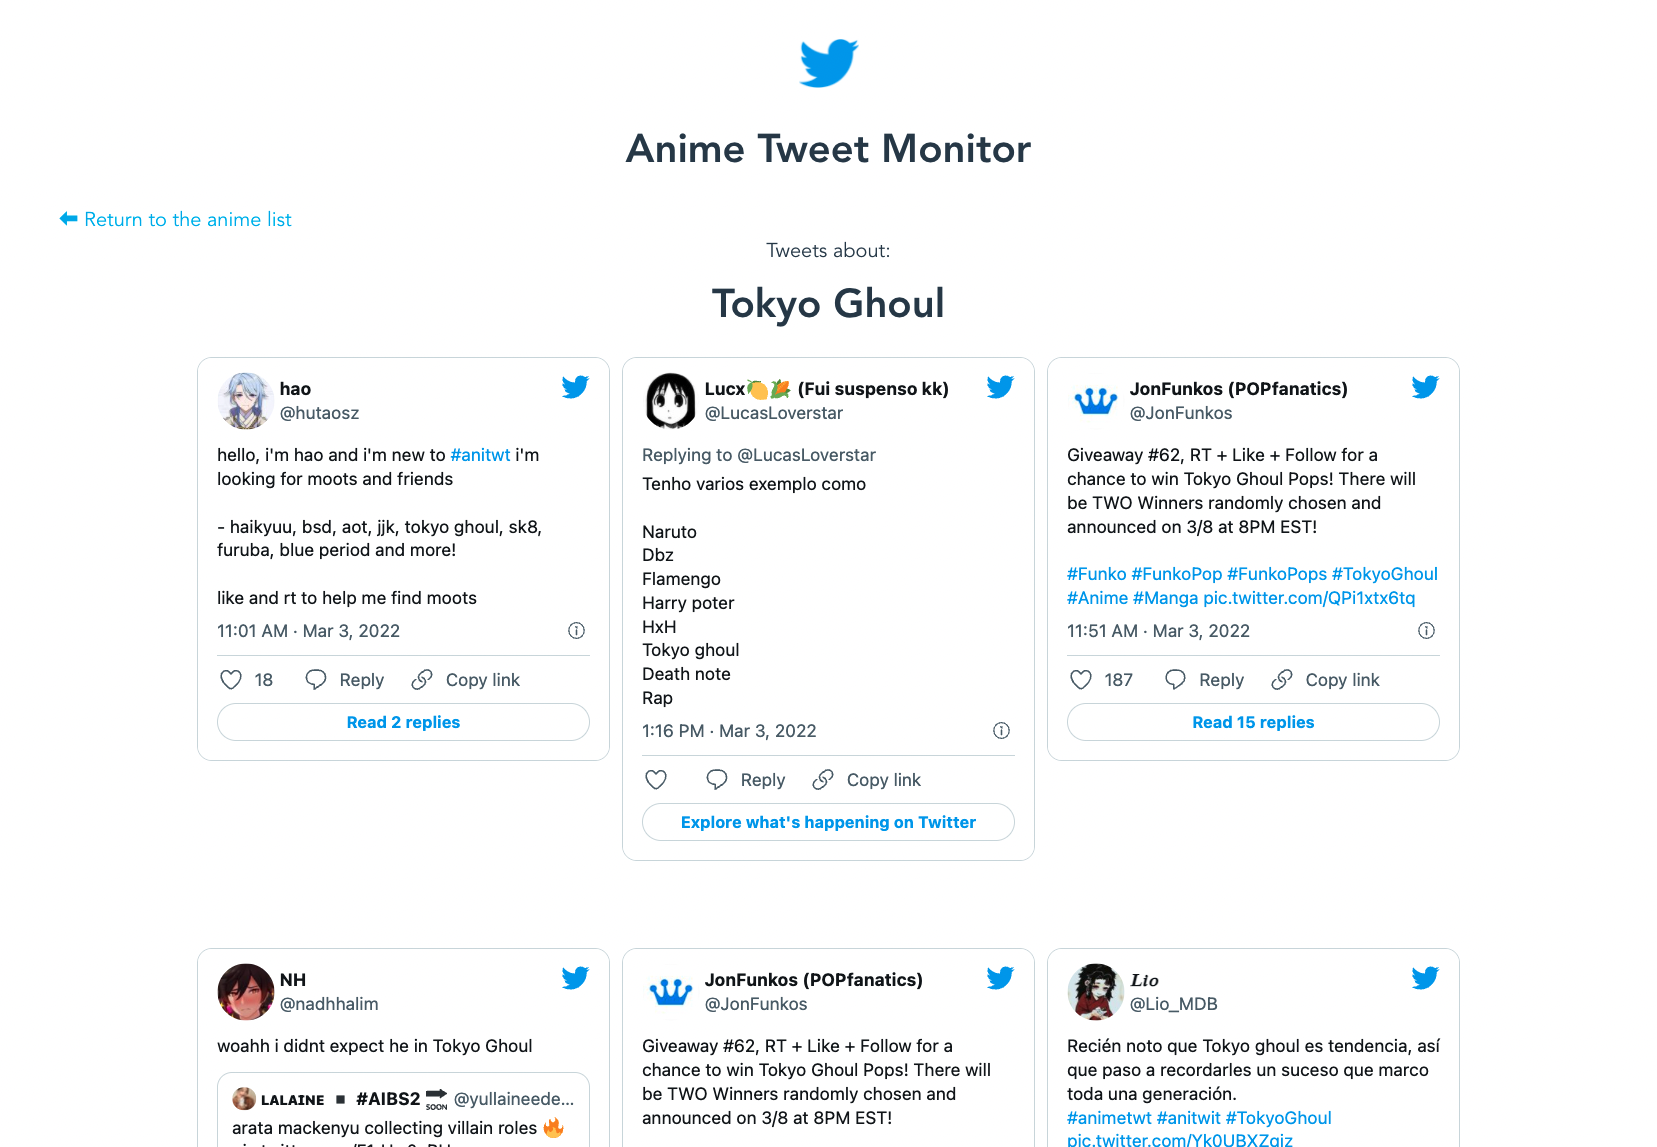 Anime Tweet Monitor
Return to the anime list
Tweets about:
Tokyo Ghoul
hao
@hutaosz
hello, i'm hao and i'm new to #anitwt i'm
looking for moots and friends
- haikyuu, bsd, aot, jjk, tokyo ghoul, sk8,
furuba, blue period and more!
like and rt to help me find moots
11:01 AM · Mar 3, 2022
18 Reply Copy link
Read 2 replies
Lucx🍋🌽 (Fui suspenso kk)
@LucasLoverstar
Replying to @LucasLoverstar
Tenho varios exemplo como
Naruto
Dbz
Flamengo
Harry poter
HxH
Tokyo ghoul
Death note
Rap
1:16 PM · Mar 3, 2022
Reply Copy link
Explore what's happening on Twitter
JonFunkos (POPfanatics)
@JonFunkos
Giveaway #62, RT + Like + Follow for a
chance to win Tokyo Ghoul Pops! There will
be TWO Winners randomly chosen and
announced on 3/8 at 8PM EST!
#Funko #FunkoPop #FunkoPops #TokyoGhoul
#Anime #Manga pic.twitter.com/QPi1xtx6tq
11:51 AM · Mar 3, 2022
187 Reply Copy link
Read 15 replies
NH
@nadhhalim
woahh i didnt expect he in Tokyo Ghoul
ʟᴀʟᴀɪɴᴇ ◾ #AIBS2 🔜 @yullaineede...
arata mackenyu collecting villain roles 🔥
JonFunkos (POPfanatics)
@JonFunkos
Giveaway #62, RT + Like + Follow for a
chance to win Tokyo Ghoul Pops! There will
be TWO Winners randomly chosen and
announced on 3/8 at 8PM EST!
𝑳𝒊𝒐
@Lio_MDB
Recién noto que Tokyo ghoul es tendencia, así
que paso a recordarles un suceso que marco
toda una generación.
#animetwt #anitwit #TokyoGhoul
pic.twitter.com/Yk0UBXZqiz